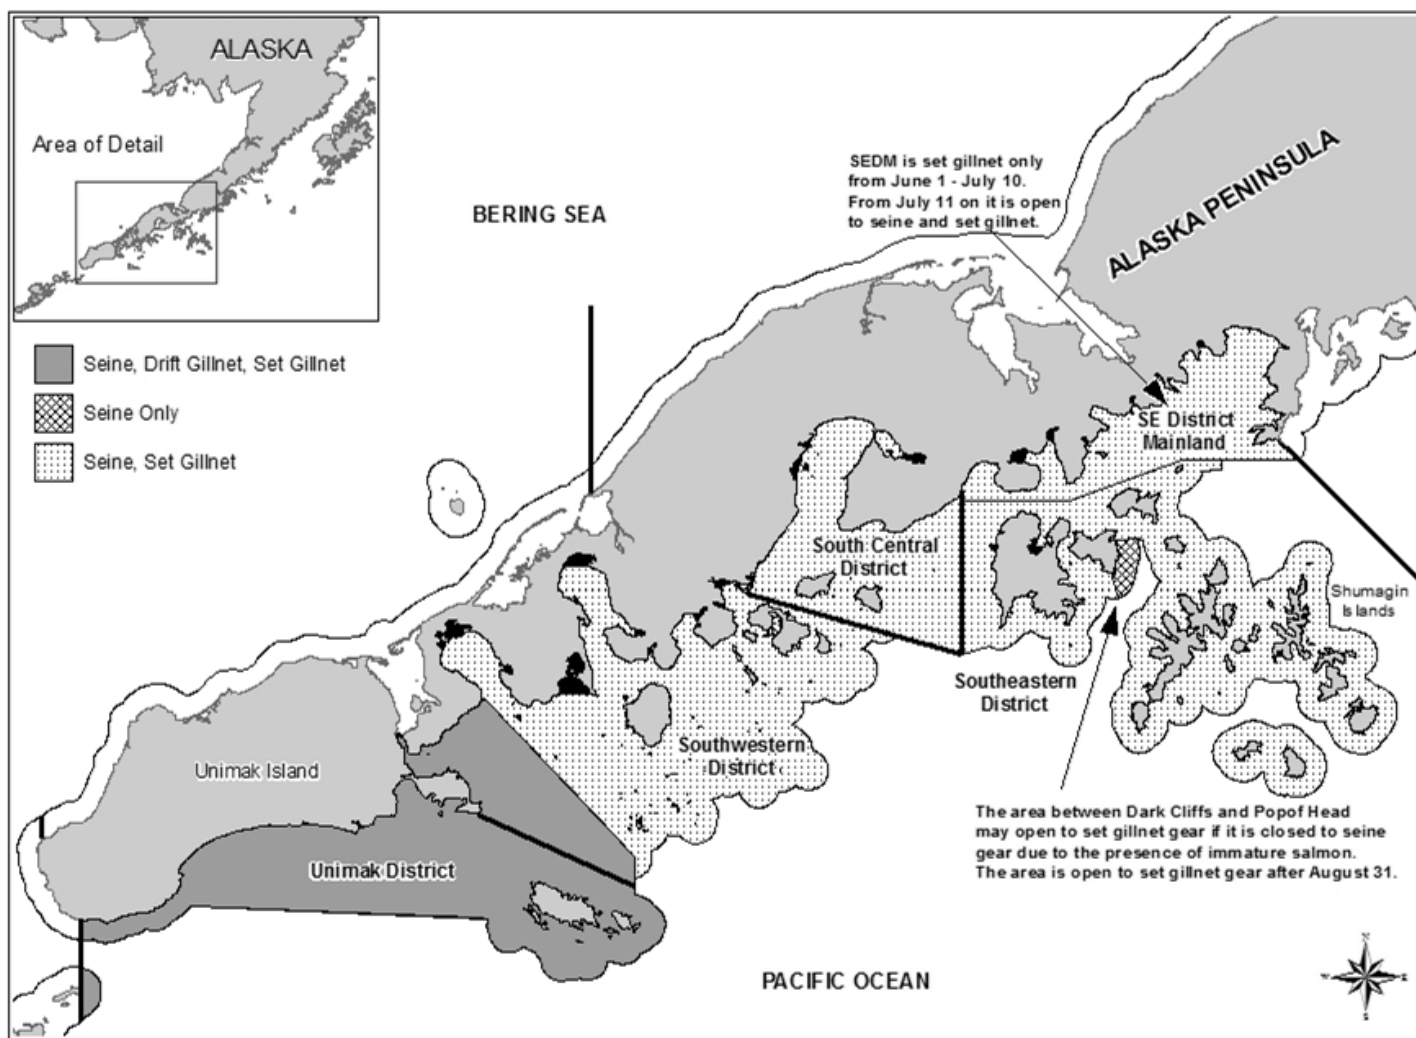 ALASKA
Area of Detail
Seine, Drift Gillnet, Set Gillnet
Seine Only
Seine, Set Gillnet
BERING SEA
SEDM is set gillnet only
from June 1 - July 10.
From July 11 on it is open
to seine and set gillnet.
ALASKA PENINSULA
SE District
Mainland
South Central
District
Shumagin
Islands
Southeastern
District
Southwestern
District
Unimak Island
Unimak District
The area between Dark Cliffs and Popof Head
may open to set gillnet gear if it is closed to seine
gear due to the presence of immature salmon.
The area is open to set gillnet gear after August 31.
PACIFIC OCEAN
N
W
E
S